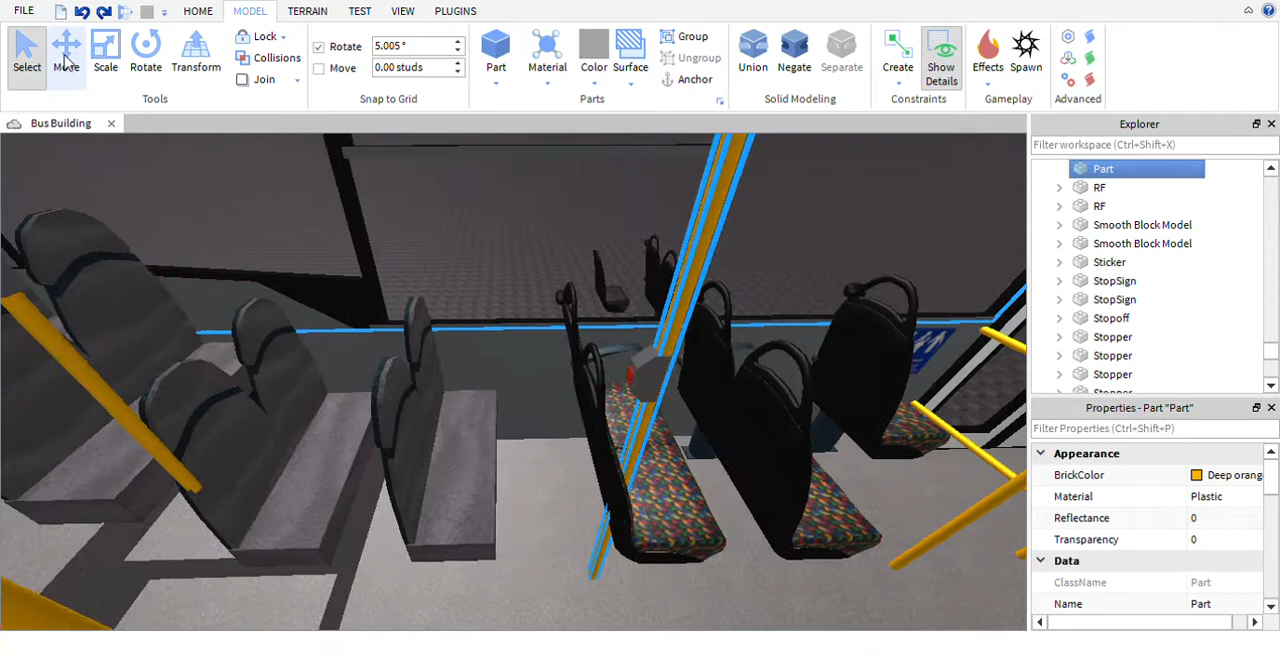 FILE HOME MODEL TERRAIN TEST VIEW PLUGINS
Select Move Scale Rotate Transform
Tools
Lock
Collisions
Join
Rotate 5.005 °
Move 0.00 studs
Snap to Grid
Part Material Color Surface
Group
Ungroup
Anchor
Parts
Union Negate Separate
Solid Modeling
Create Show Details
Constraints
Effects Spawn
Gameplay
Advanced
Bus Building
Explorer
Filter workspace (Ctrl+Shift+X)
Part
RF
RF
Smooth Block Model
Smooth Block Model
Sticker
StopSign
StopSign
Stopoff
Stopper
Stopper
Stopper
Stopper
Properties - Part "Part"
Filter Properties (Ctrl+Shift+P)
Appearance
BrickColor Deep orang
Material Plastic
Reflectance 0
Transparency 0
Data
ClassName Part
Name Part